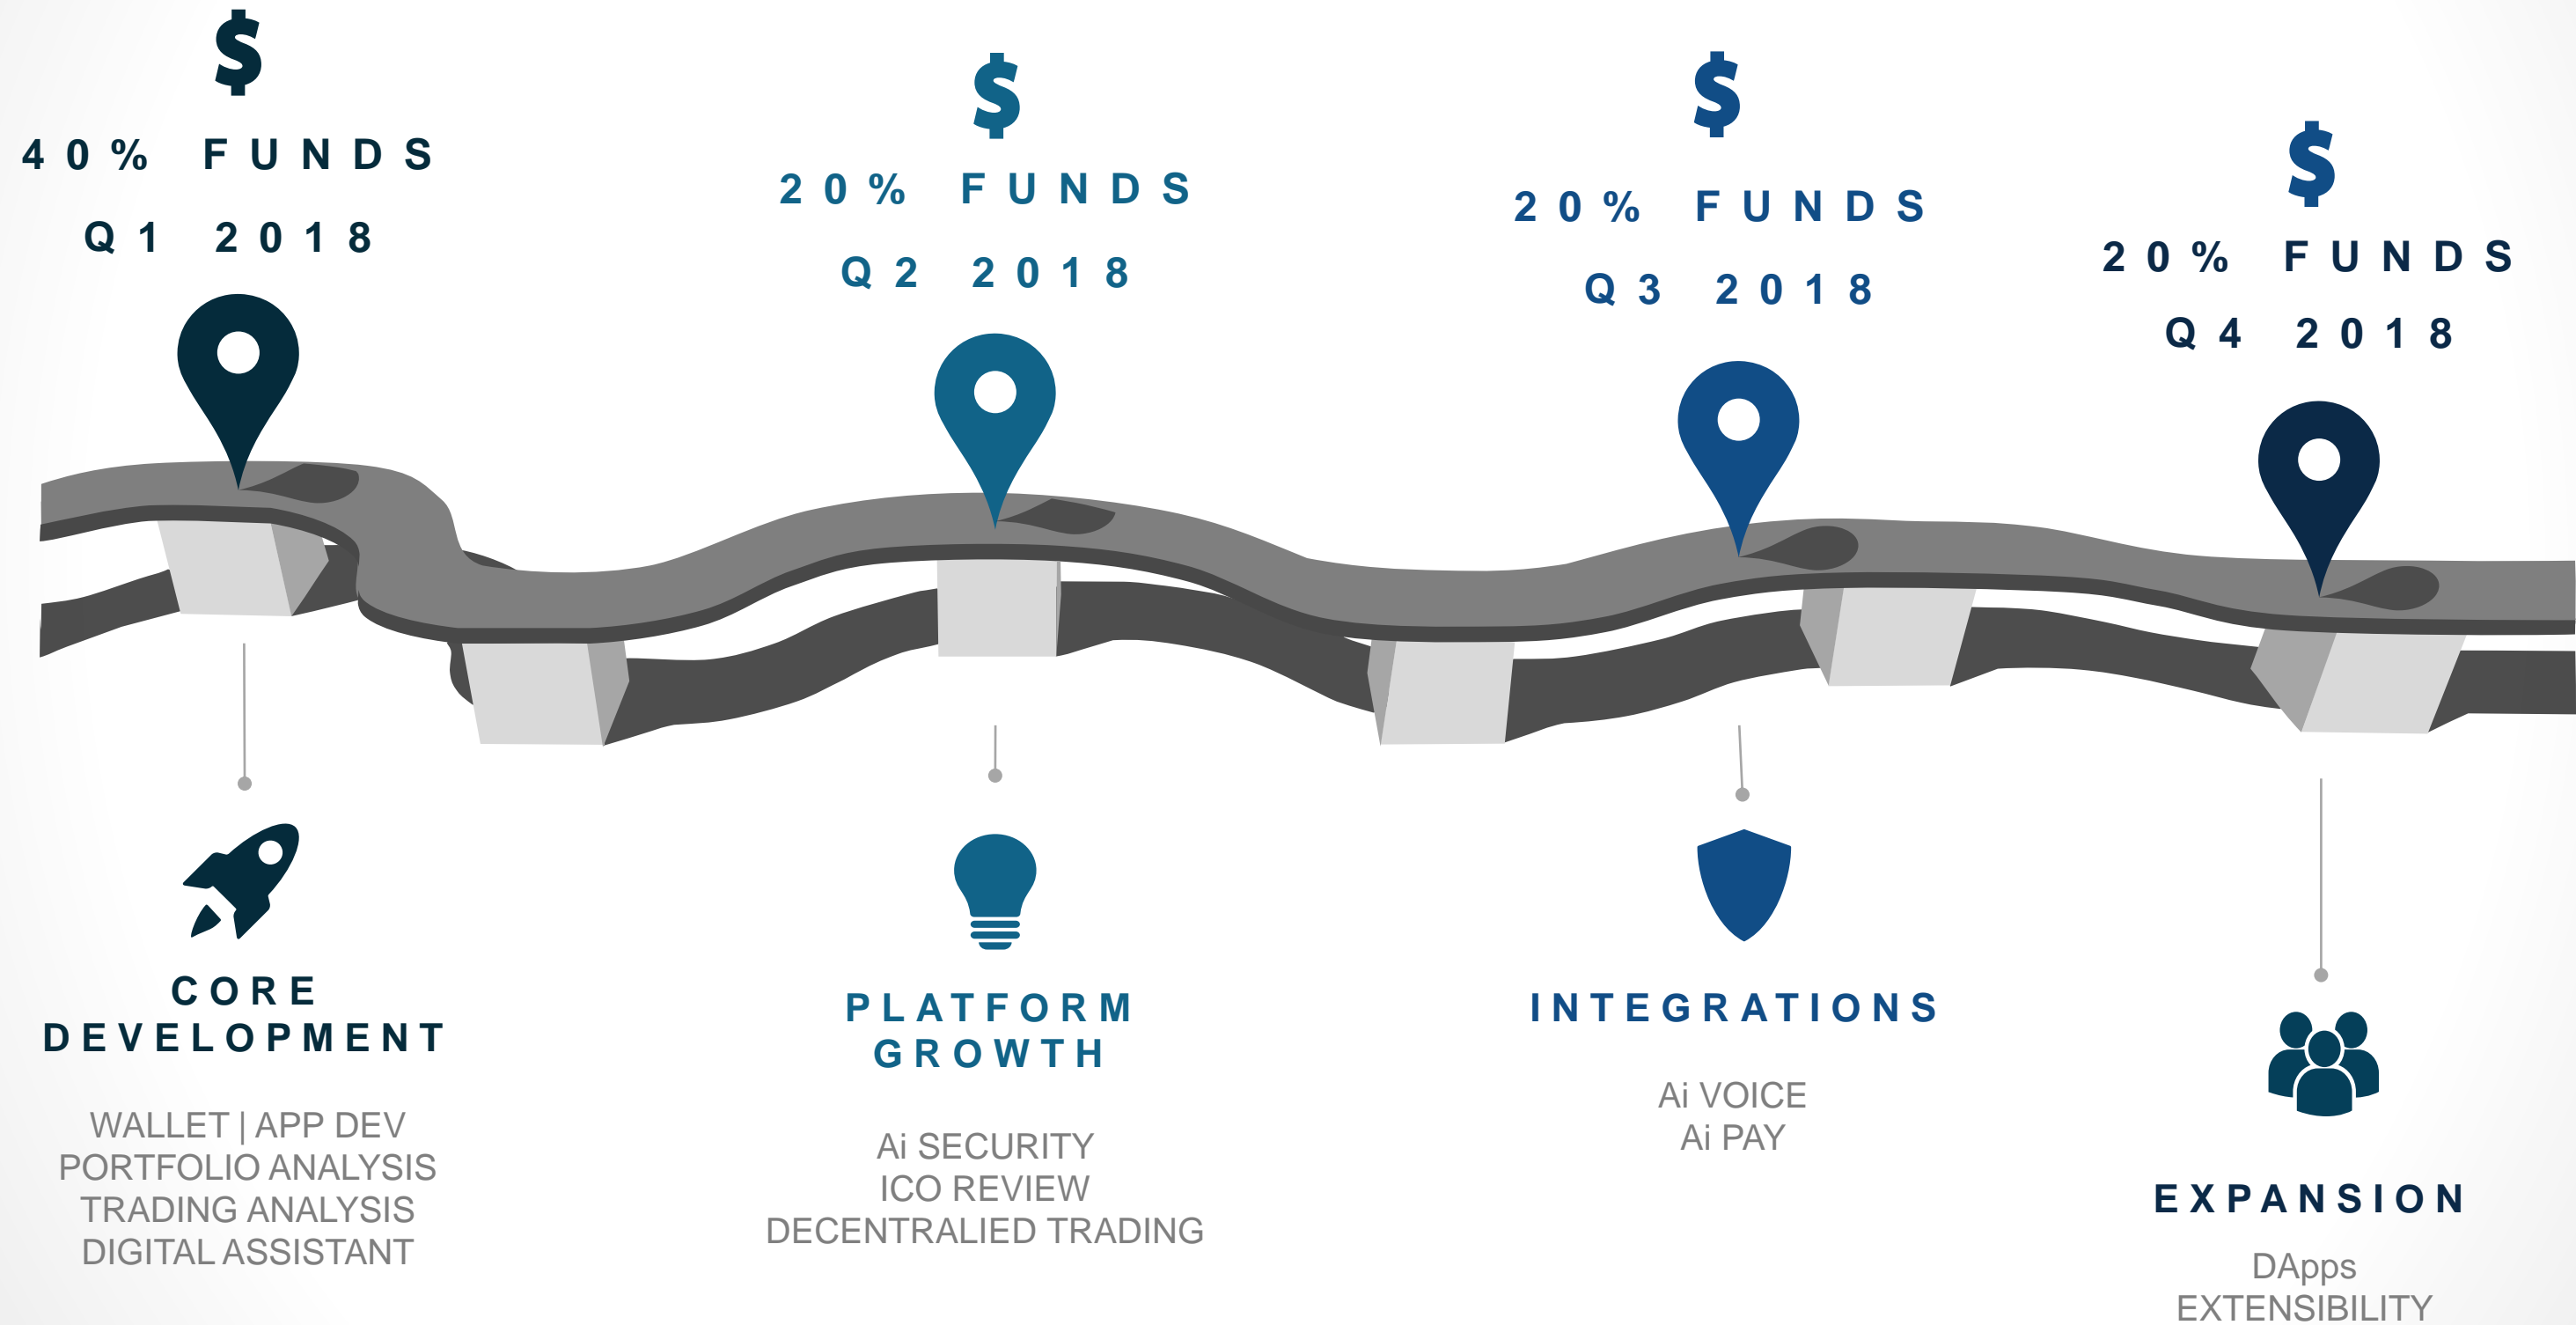 $
40% FUNDS
Q1 2018
$
20% FUNDS
Q2 2018
$
20% FUNDS
Q3 2018
$
20% FUNDS
Q4 2018
CORE
DEVELOPMENT
WALLET | APP DEV
PORTFOLIO ANALYSIS
TRADING ANALYSIS
DIGITAL ASSISTANT
PLATFORM
GROWTH
Ai SECURITY
ICO REVIEW
DECENTRALIED TRADING
INTEGRATIONS
Ai VOICE
Ai PAY
EXPANSION
DApps
EXTENSIBILITY